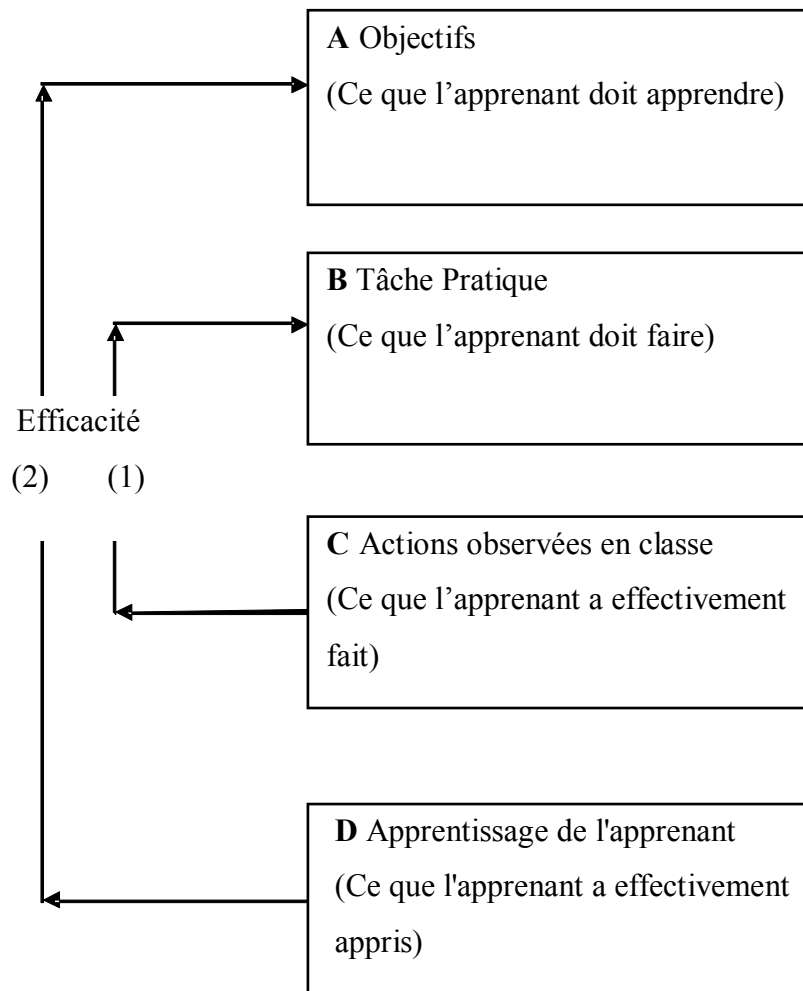 A Objectifs
(Ce que l’apprenant doit apprendre)
B Tâche Pratique
(Ce que l’apprenant doit faire)
Efficacité
(2) (1)
C Actions observées en classe
(Ce que l’apprenant a effectivement
fait)
D Apprentissage de l'apprenant
(Ce que l'apprenant a effectivement
appris)